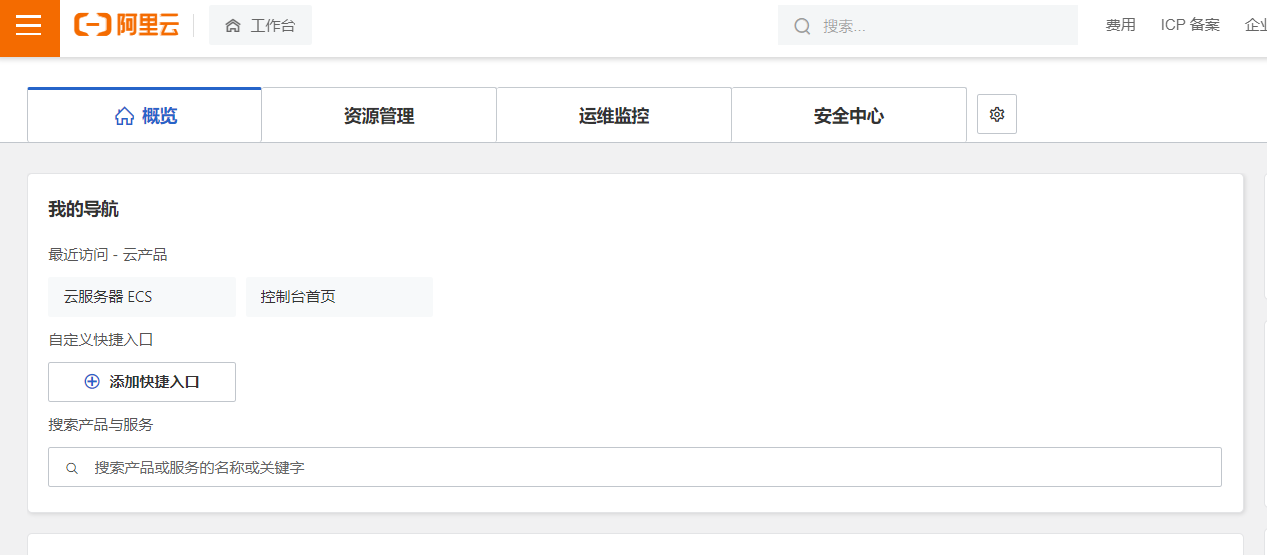 阿里云 工作台 搜索... 费用 ICP 备案
概览 资源管理 运维监控 安全中心
我的导航
最近访问 - 云产品
云服务器 ECS 控制台首页
自定义快捷入口
添加快捷入口
搜索产品与服务
搜索产品或服务的名称或关键字